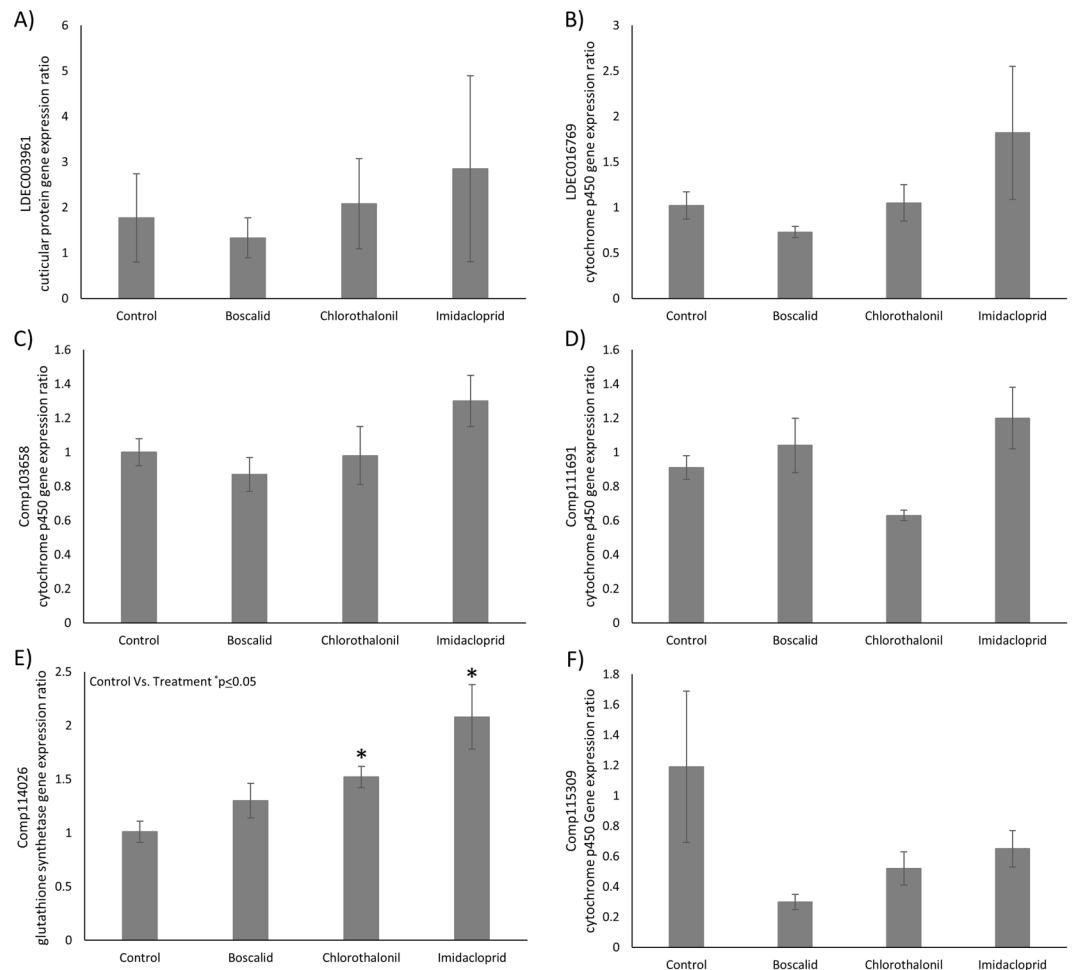 A)
LDEC003961
cuticular protein gene expression ratio
6
5
4
3
2
1
0
Control Boscalid Chlorothalonil Imidacloprid
B)
LDEC016769
cytochrome p450 gene expression ratio
3
2.5
2
1.5
1
0.5
0
Control Boscalid Chlorothalonil Imidacloprid
C)
Comp103658
cytochrome p450 gene expression ratio
1.6
1.4
1.2
1
0.8
0.6
0.4
0.2
0
Control Boscalid Chlorothalonil Imidacloprid
D)
Comp111691
cytochrome p450 gene expression ratio
1.6
1.4
1.2
1
0.8
0.6
0.4
0.2
0
Control Boscalid Chlorothalonil Imidacloprid
E)
Comp114026
glutathione synthetase gene expression ratio
2.5
2
1.5
1
0.5
0
Control Vs. Treatment *p≤0.05
*
*
Control Boscalid Chlorothalonil Imidacloprid
F)
Comp115309
cytochrome p450 Gene expression ratio
1.8
1.6
1.4
1.2
1
0.8
0.6
0.4
0.2
0
Control Boscalid Chlorothalonil Imidacloprid